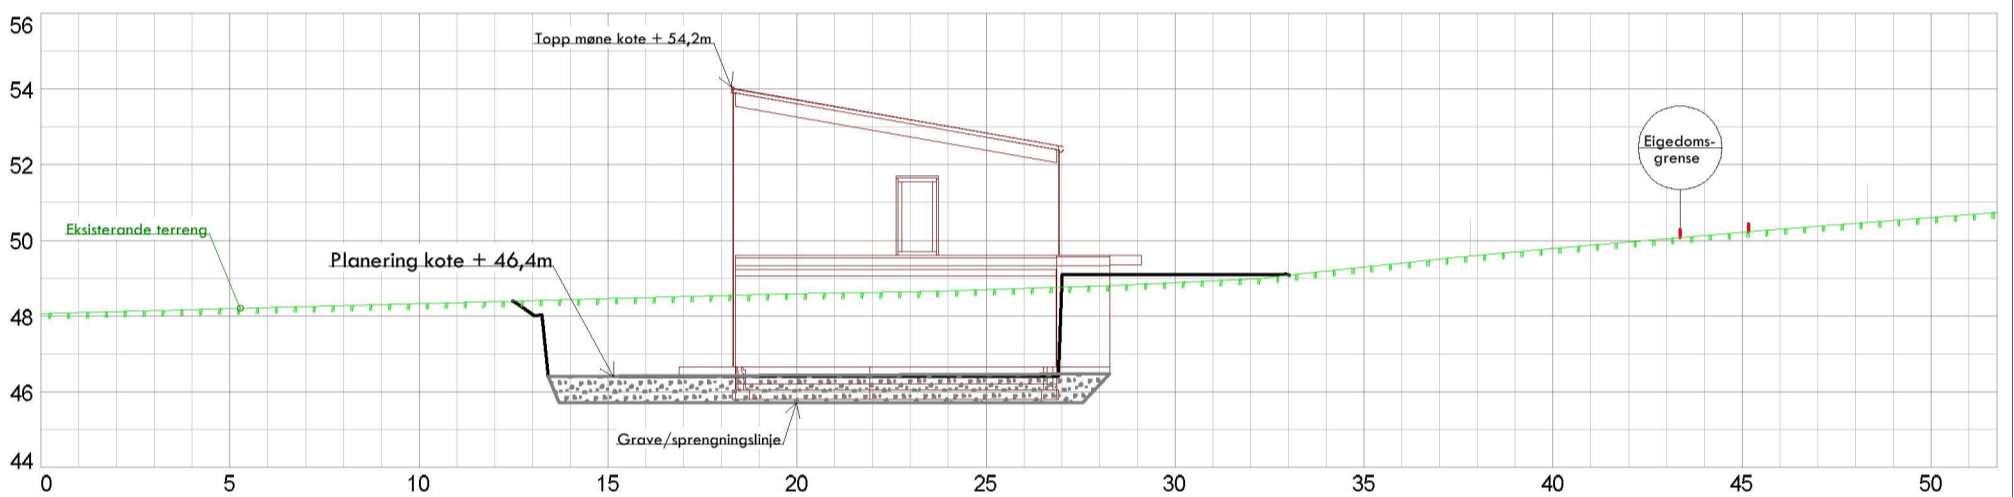 56
54
52
50
48
46
44
Topp møne kote + 54,2m
Eigedoms-
grense
Eksisterande terreng
Planering kote + 46,4m
Grave/sprengningslinje
0 5 10 15 20 25 30 35 40 45 50